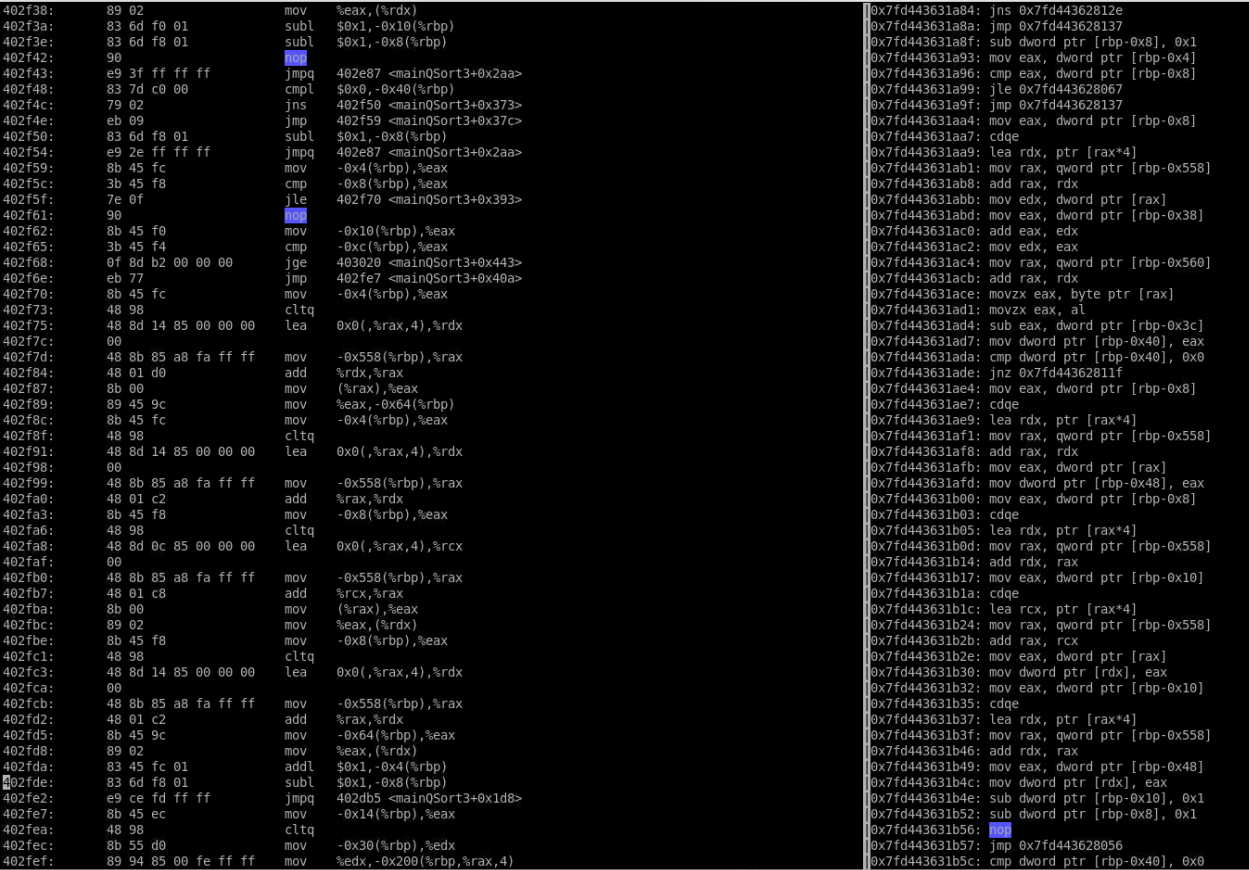 402f38: 89 02 mov %eax,(%rdx)
402f3a: 83 6d f0 01 subl $0x1,-0x10(%rbp)
402f3e: 83 6d f8 01 subl $0x1,-0x8(%rbp)
402f42: 90 nop
402f43: e9 3f ff ff ff jmpq 402e87 <mainQSort3+0x2aa>
402f48: 83 7d c0 00 cmpl $0x0,-0x40(%rbp)
402f4c: 79 02 jns 402f50 <mainQSort3+0x373>
402f4e: eb 09 jmp 402f59 <mainQSort3+0x37c>
402f50: 83 6d f8 01 subl $0x1,-0x8(%rbp)
402f54: e9 2e ff ff ff jmpq 402e87 <mainQSort3+0x2aa>
402f59: 8b 45 fc mov -0x4(%rbp),%eax
402f5c: 3b 45 f8 cmp -0x8(%rbp),%eax
402f5f: 7e 0f jle 402f70 <mainQSort3+0x393>
402f61: 90 nop
402f62: 8b 45 f0 mov -0x10(%rbp),%eax
402f65: 3b 45 f4 cmp -0xc(%rbp),%eax
402f68: 0f 8d b2 00 00 00 jge 403020 <mainQSort3+0x443>
402f6e: eb 77 jmp 402fe7 <mainQSort3+0x40a>
402f70: 8b 45 fc mov -0x4(%rbp),%eax
402f73: 48 98 cltq
402f75: 48 8d 14 85 00 00 00 lea 0x0(,%rax,4),%rdx
402f7c: 00
402f7d: 48 8b 85 a8 fa ff ff mov -0x558(%rbp),%rax
402f84: 48 01 d0 add %rdx,%rax
402f87: 8b 00 mov (%rax),%eax
402f89: 89 45 9c mov %eax,-0x64(%rbp)
402f8c: 8b 45 fc mov -0x4(%rbp),%eax
402f8f: 48 98 cltq
402f91: 48 8d 14 85 00 00 00 lea 0x0(,%rax,4),%rdx
402f98: 00
402f99: 48 8b 85 a8 fa ff ff mov -0x558(%rbp),%rax
402fa0: 48 01 c2 add %rax,%rdx
402fa3: 8b 45 f8 mov -0x8(%rbp),%eax
402fa6: 48 98 cltq
402fa8: 48 8d 0c 85 00 00 00 lea 0x0(,%rax,4),%rcx
402faf: 00
402fb0: 48 8b 85 a8 fa ff ff mov -0x558(%rbp),%rax
402fb7: 48 01 c8 add %rcx,%rax
402fba: 8b 00 mov (%rax),%eax
402fbc: 89 02 mov %eax,(%rdx)
402fbe: 8b 45 f8 mov -0x8(%rbp),%eax
402fc1: 48 98 cltq
402fc3: 48 8d 14 85 00 00 00 lea 0x0(,%rax,4),%rdx
402fca: 00
402fcb: 48 8b 85 a8 fa ff ff mov -0x558(%rbp),%rax
402fd2: 48 01 c2 add %rax,%rdx
402fd5: 8b 45 9c mov -0x64(%rbp),%eax
402fd8: 89 02 mov %eax,(%rdx)
402fda: 83 45 fc 01 addl $0x1,-0x4(%rbp)
402fde: 83 6d f8 01 subl $0x1,-0x8(%rbp)
402fe2: e9 ce fd ff ff jmpq 402db5 <mainQSort3+0x1d8>
402fe7: 8b 45 ec mov -0x14(%rbp),%eax
402fea: 48 98 cltq
402fec: 8b 55 d0 mov -0x30(%rbp),%edx
402fef: 89 94 85 00 fe ff ff mov %edx,-0x200(%rbp,%rax,4)
0x7fd443631a84: jns 0x7fd44362812e
0x7fd443631a8a: jmp 0x7fd443628137
0x7fd443631a8f: sub dword ptr [rbp-0x8], 0x1
0x7fd443631a93: mov eax, dword ptr [rbp-0x4]
0x7fd443631a96: cmp eax, dword ptr [rbp-0x8]
0x7fd443631a99: jle 0x7fd443628067
0x7fd443631a9f: jmp 0x7fd443628137
0x7fd443631aa4: mov eax, dword ptr [rbp-0x8]
0x7fd443631aa7: cdqe
0x7fd443631aa9: lea rdx, ptr [rax*4]
0x7fd443631ab1: mov rax, qword ptr [rbp-0x558]
0x7fd443631ab8: add rax, rdx
0x7fd443631abb: mov edx, dword ptr [rax]
0x7fd443631abd: mov eax, dword ptr [rbp-0x38]
0x7fd443631ac0: add eax, edx
0x7fd443631ac2: mov edx, eax
0x7fd443631ac4: mov rax, qword ptr [rbp-0x560]
0x7fd443631acb: add rax, rdx
0x7fd443631ace: movzx eax, byte ptr [rax]
0x7fd443631ad1: movzx eax, al
0x7fd443631ad4: sub eax, dword ptr [rbp-0x3c]
0x7fd443631ad7: mov dword ptr [rbp-0x40], eax
0x7fd443631ada: cmp dword ptr [rbp-0x40], 0x0
0x7fd443631ade: jnz 0x7fd44362811f
0x7fd443631ae4: mov eax, dword ptr [rbp-0x8]
0x7fd443631ae7: cdqe
0x7fd443631ae9: lea rdx, ptr [rax*4]
0x7fd443631af1: mov rax, qword ptr [rbp-0x558]
0x7fd443631af8: add rax, rdx
0x7fd443631afb: mov eax, dword ptr [rax]
0x7fd443631afd: mov dword ptr [rbp-0x48], eax
0x7fd443631b00: mov eax, dword ptr [rbp-0x8]
0x7fd443631b03: cdqe
0x7fd443631b05: lea rdx, ptr [rax*4]
0x7fd443631b0d: mov rax, qword ptr [rbp-0x558]
0x7fd443631b14: add rdx, rax
0x7fd443631b17: mov eax, dword ptr [rbp-0x10]
0x7fd443631b1a: cdqe
0x7fd443631b1c: lea rcx, ptr [rax*4]
0x7fd443631b24: mov rax, qword ptr [rbp-0x558]
0x7fd443631b2b: add rax, rcx
0x7fd443631b2e: mov eax, dword ptr [rax]
0x7fd443631b30: mov dword ptr [rdx], eax
0x7fd443631b32: mov eax, dword ptr [rbp-0x10]
0x7fd443631b35: cdqe
0x7fd443631b37: lea rdx, ptr [rax*4]
0x7fd443631b3f: mov rax, qword ptr [rbp-0x558]
0x7fd443631b46: add rdx, rax
0x7fd443631b49: mov eax, dword ptr [rbp-0x48]
0x7fd443631b4c: mov dword ptr [rdx], eax
0x7fd443631b4e: sub dword ptr [rbp-0x10], 0x1
0x7fd443631b52: sub dword ptr [rbp-0x8], 0x1
0x7fd443631b56: nop
0x7fd443631b57: jmp 0x7fd443628056
0x7fd443631b5c: cmp dword ptr [rbp-0x40], 0x0